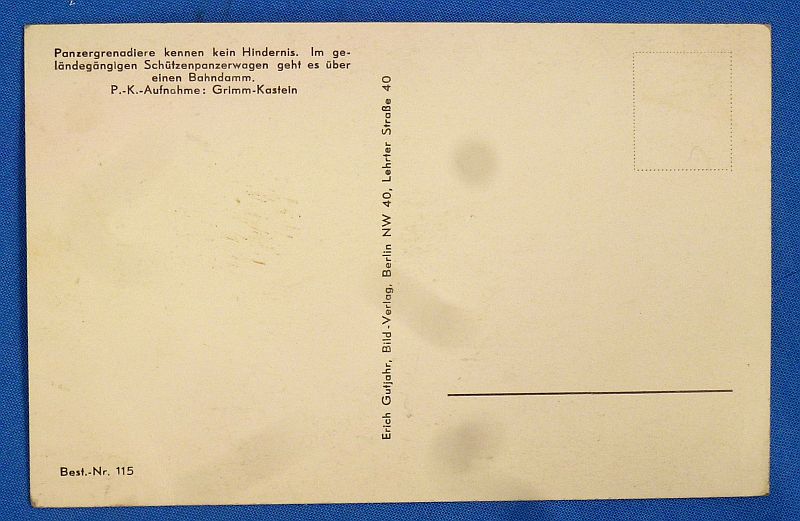 Panzergrenadiere kennen kein Hindernis. Im ge-
ländegängigen Schützenpanzerwagen geht es über
einen Bahndamm.
P.-K.-Aufnahme: Grimm-Kastein
Erich Gutjahr, Bild-Verlag, Berlin NW 40, Lehrter Straße 40
Best.-Nr. 115